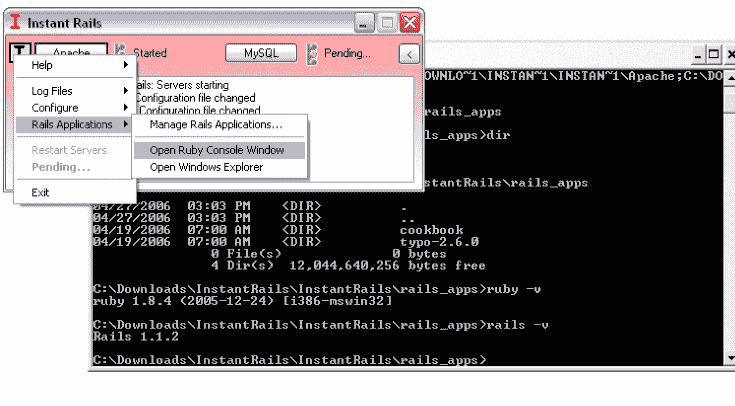 Instant Rails
Apache Started MySQL Pending... <
Help
Log Files
Configure
Rails Applications
Restart Servers
Pending...
Exit
Manage Rails Applications...
Open Ruby Console Window
Open Windows Explorer
ails: Servers starting
Configuration file changed
Configuration file changed
OWNLO~1\INSTAN~1\INSTAN~1\Apache;C:\DO
rails_apps
ls_apps>dir
stantRails\rails_apps
04/27/2006 03:03 PM <DIR> .
04/27/2006 03:03 PM <DIR> ..
04/19/2006 07:00 AM <DIR> cookbook
04/19/2006 07:00 AM <DIR> typo-2.6.0
0 File(s) 0 bytes
4 Dir(s) 12,044,640,256 bytes free
C:\Downloads\InstantRails\InstantRails\rails_apps>ruby -v
ruby 1.8.4 (2005-12-24) [i386-mswin32]
C:\Downloads\InstantRails\InstantRails\rails_apps>rails -v
Rails 1.1.2
C:\Downloads\InstantRails\InstantRails\rails_apps>